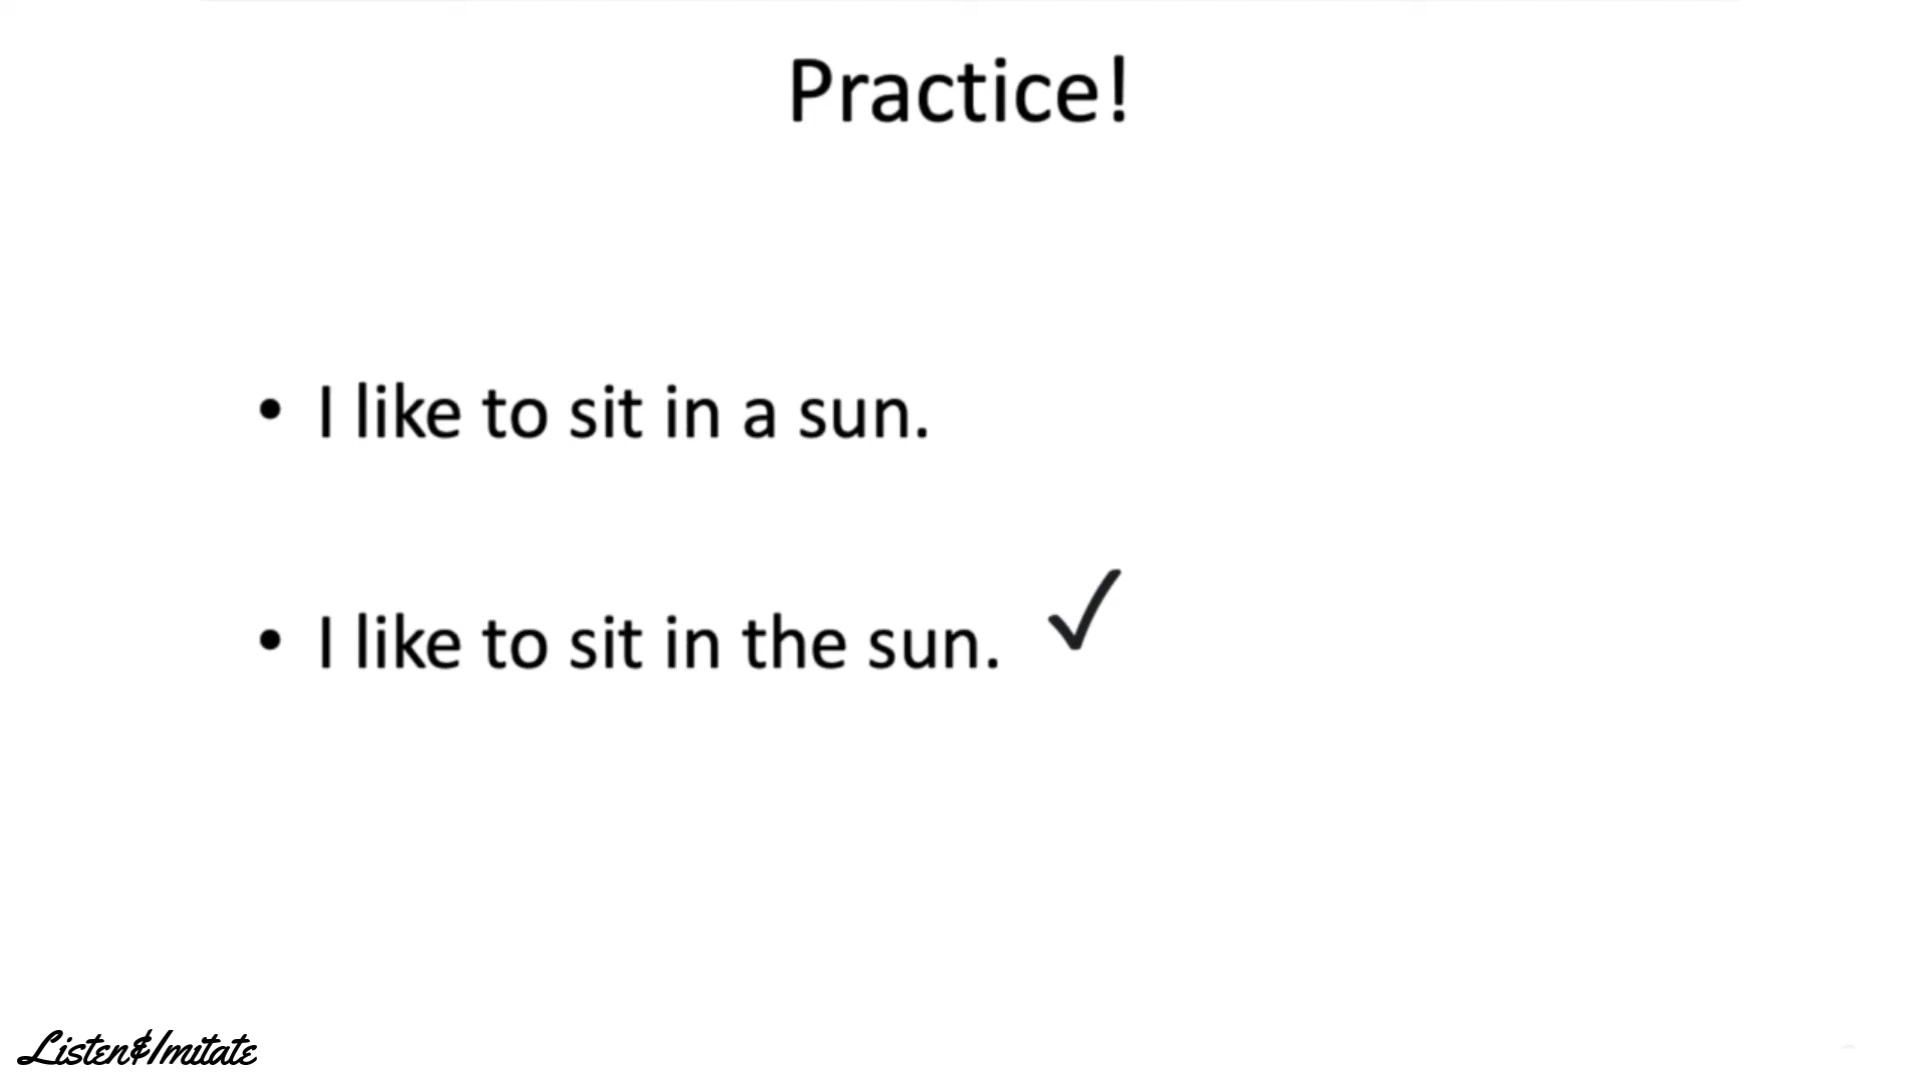 Practice!
• I like to sit in a sun.
• I like to sit in the sun. ✓
Listen&Imitate